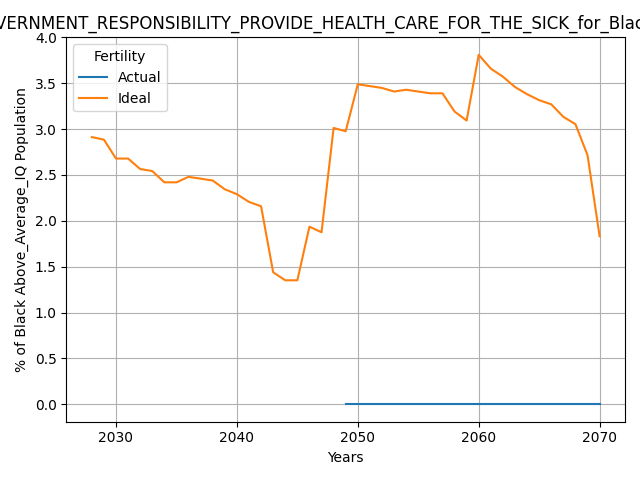 VERNMENT_RESPONSIBILITY_PROVIDE_HEALTH_CARE_FOR_THE_SICK_for_Blac
Fertility
Actual
Ideal
% of Black Above_Average_IQ Population
4.0
3.5
3.0
2.5
2.0
1.5
1.0
0.5
0.0
2030 2040 2050 2060 2070
Years